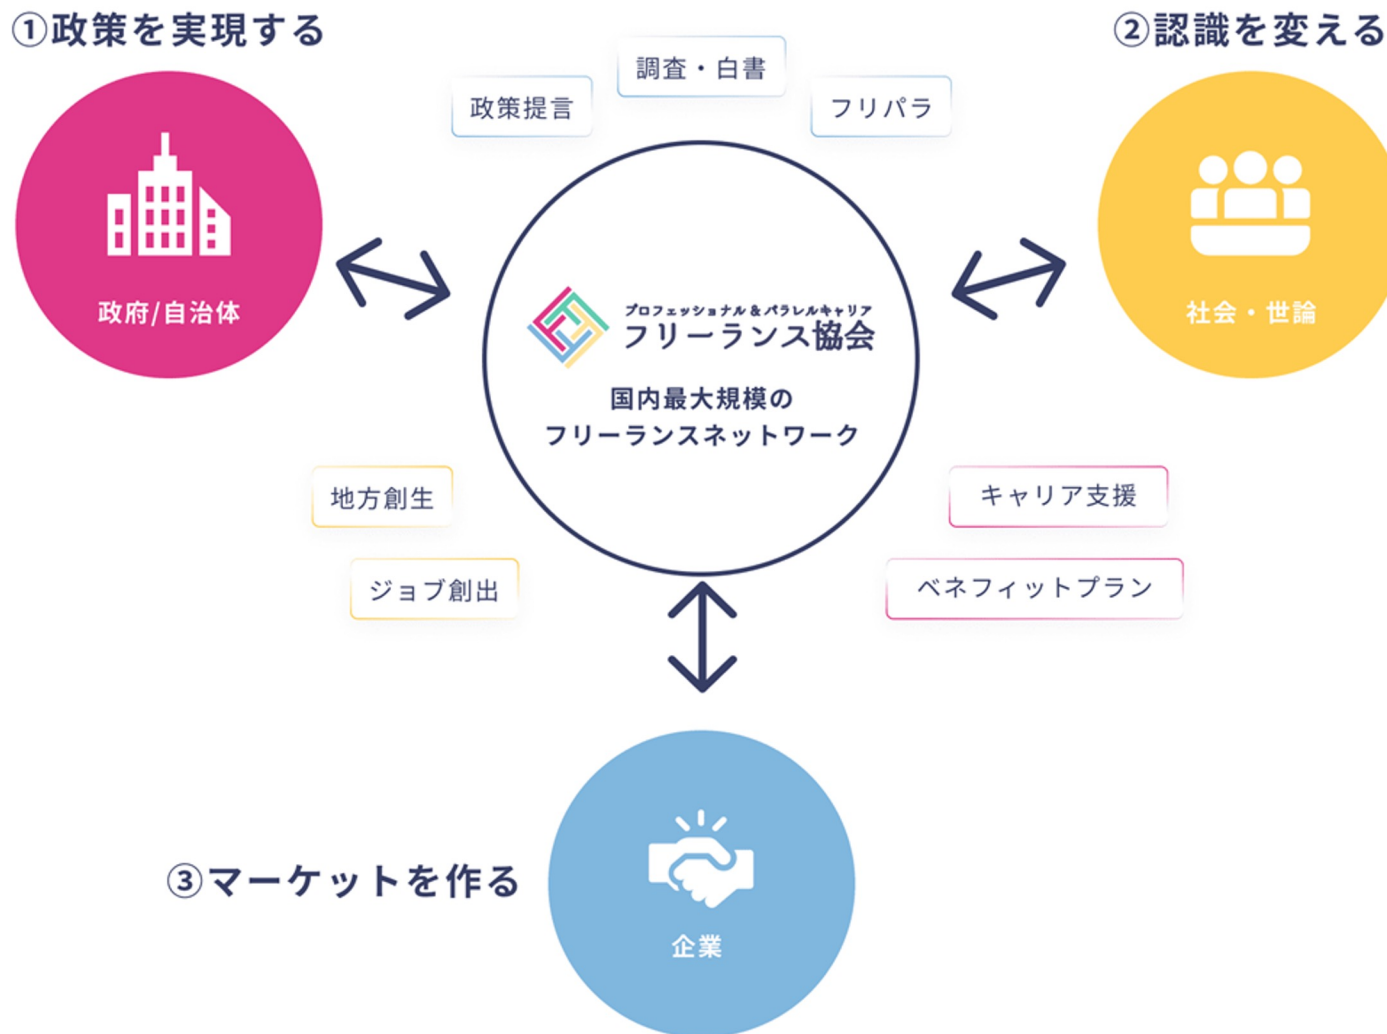 ①政策を実現する
②認識を変える
調査・白書
政策提言
フリパラ
政府/自治体
社会・世論
プロフェッショナル&パラレルキャリア
フリーランス協会
国内最大規模の
フリーランスネットワーク
地方創生
キャリア支援
ジョブ創出
ベネフィットプラン
③マーケットを作る
企業